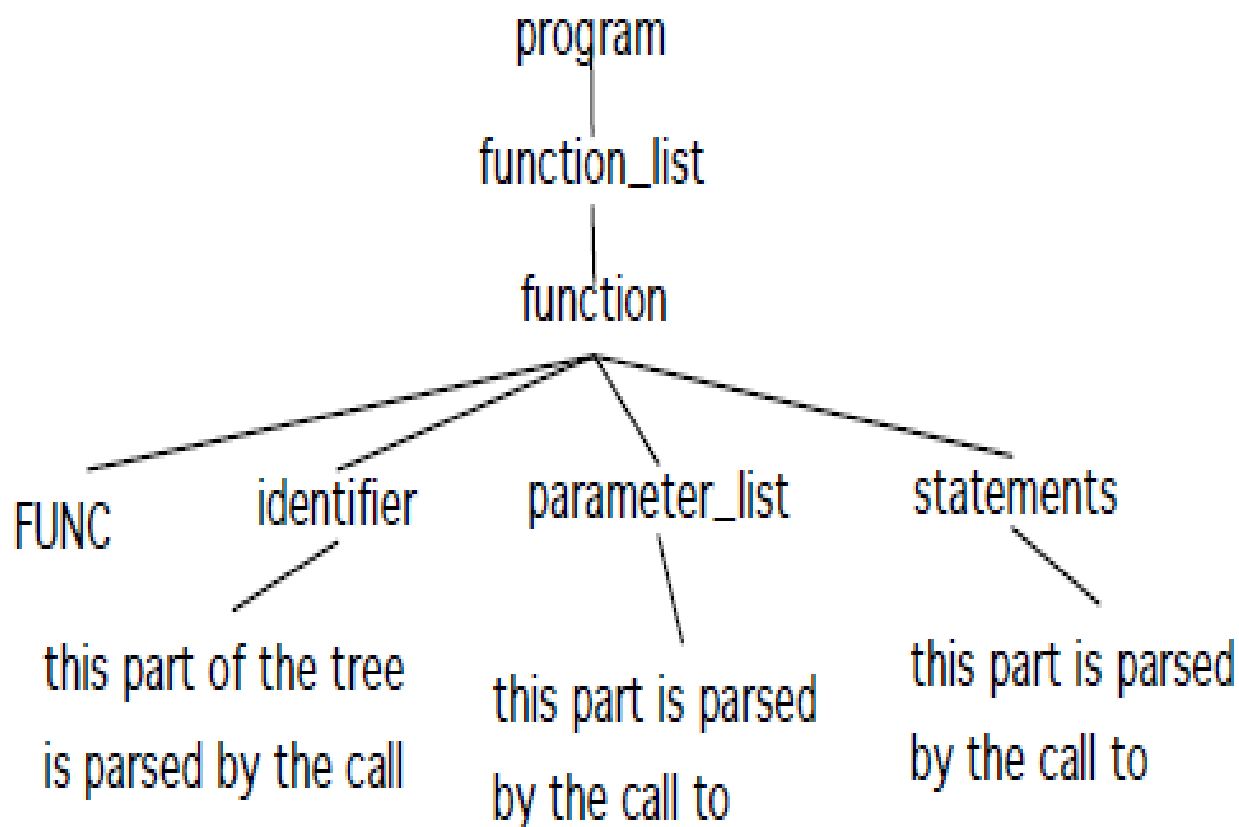 program
function_list
function
FUNC
identifier
parameter_list
statements
this part of the tree
is parsed by the call
this part is parsed
by the call to
this part is parsed
by the call to